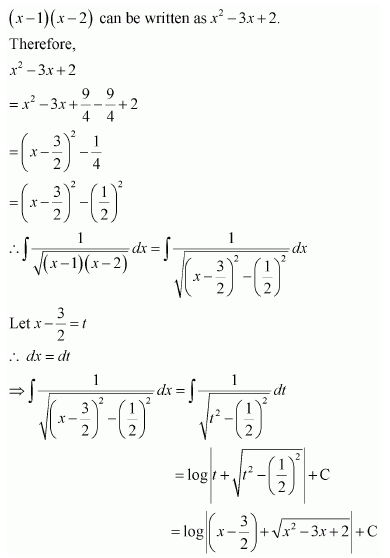 (x−1)(x−2) can be written as x² −3x+2.
Therefore,
x² −3x+2
= x² −3x+ 9/4 − 9/4 +2
= (x− 3/2)² − 1/4
= (x− 3/2)² − (1/2)²
∴ ∫ 1/√((x−1)(x−2)) dx = ∫ 1/√((x− 3/2)² − (1/2)²) dx
Let x− 3/2 = t
∴ dx = dt
⇒ ∫ 1/√((x− 3/2)² − (1/2)²) dx = ∫ 1/√(t² − (1/2)²) dt
= log|t + √(t² − (1/2)²)| + C
= log|(x− 3/2) + √(x² −3x+2)| + C